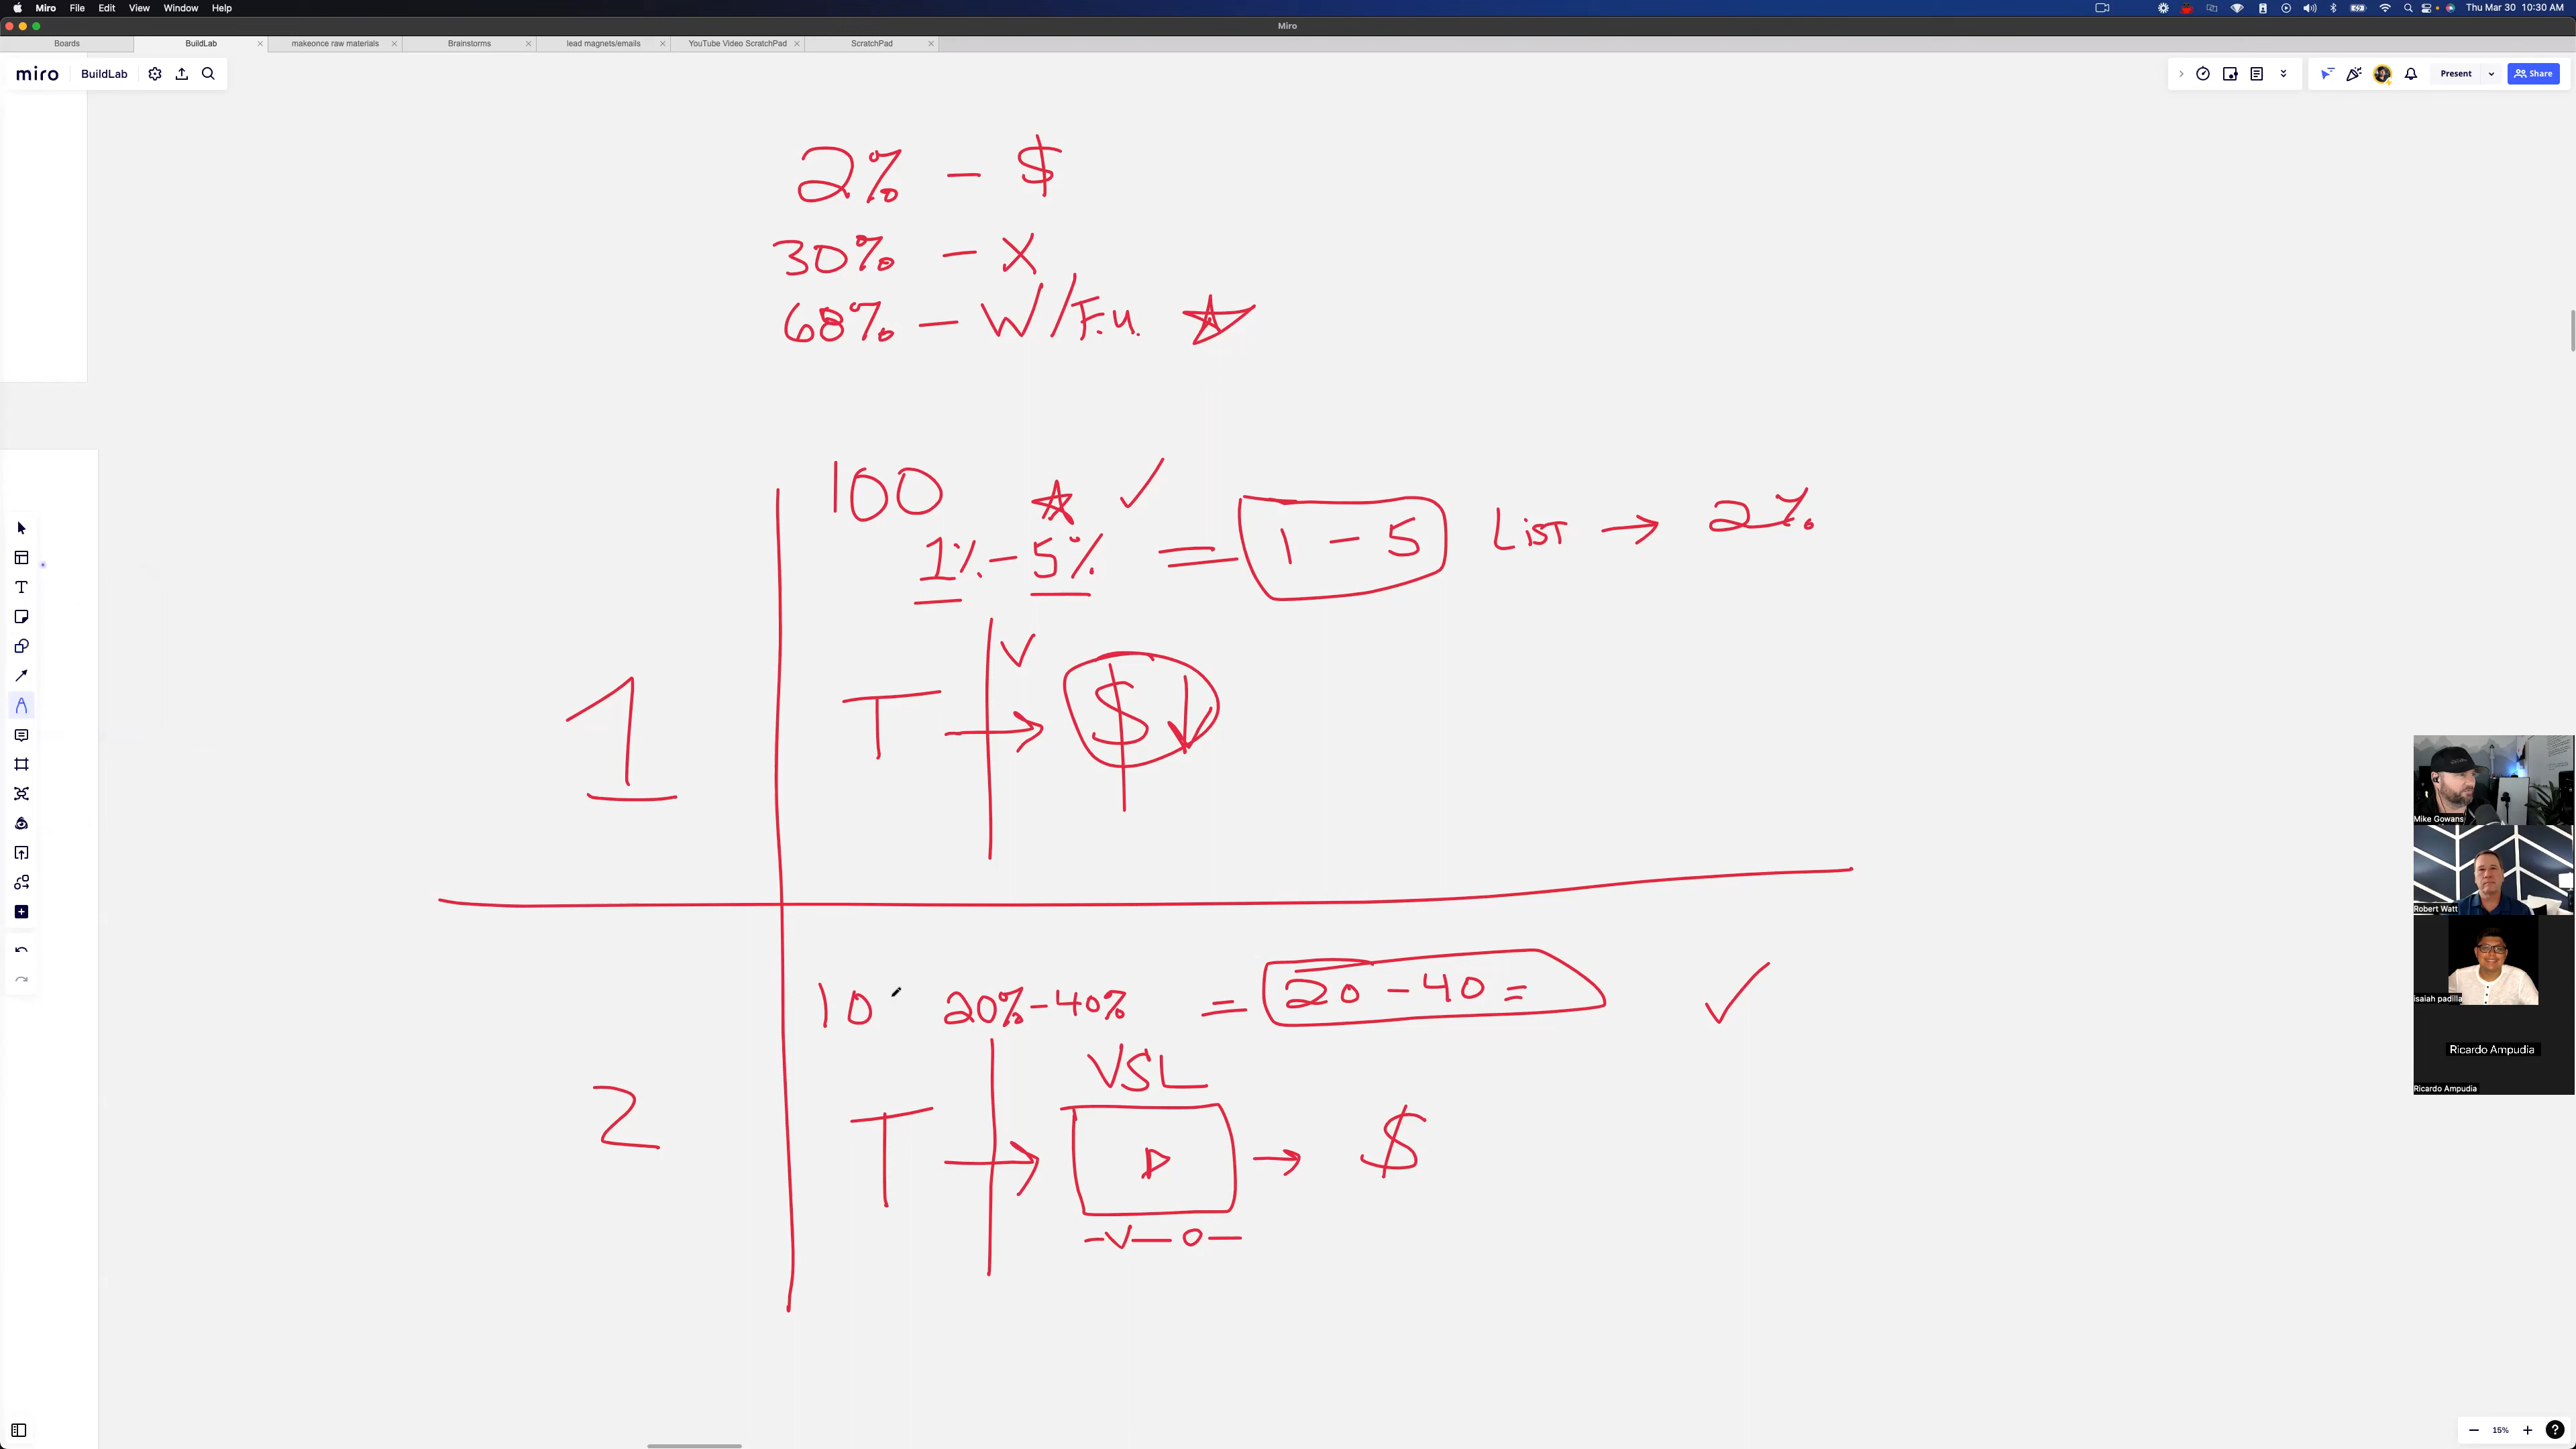 Miro File Edit View Window Help Thu Mar 30 10:30 AM
Miro
Boards BuildLab makeonce raw materials Brainstorms lead magnets/emails YouTube Video ScratchPad ScratchPad
miro BuildLab Present Share
2% - $
30% - X
68% - W/F.U.
100
1% - 5% = 1 - 5 LIST → 2%
V
1 T → $ ↓
10 20% - 40% = 20 - 40 =
VSL
2 T → → $
- V - O -
Mike Gowans
Robert Watt
isaiah padilla
Ricardo Ampudia
Ricardo Ampudia
15%